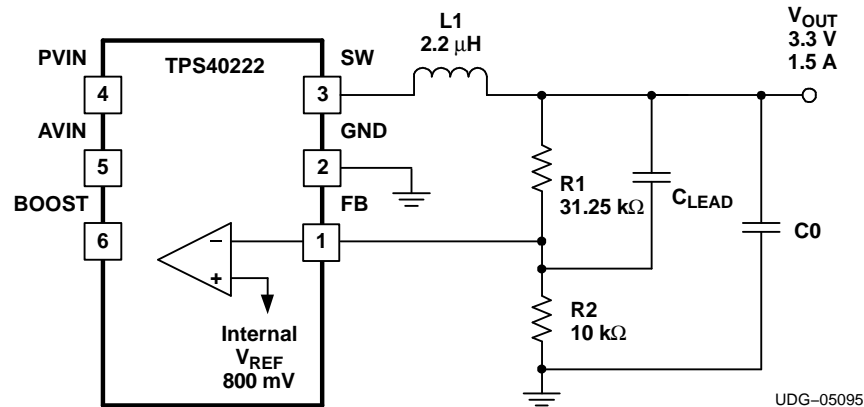 L1
2.2 μH
VOUT
3.3 V
1.5 A
PVIN
TPS40222
SW
4
3
AVIN
GND
5
2
BOOST
FB
6
1
R1
31.25 kΩ
CLEAD
C0
−
+
Internal
VREF
800 mV
R2
10 kΩ
UDG–05095